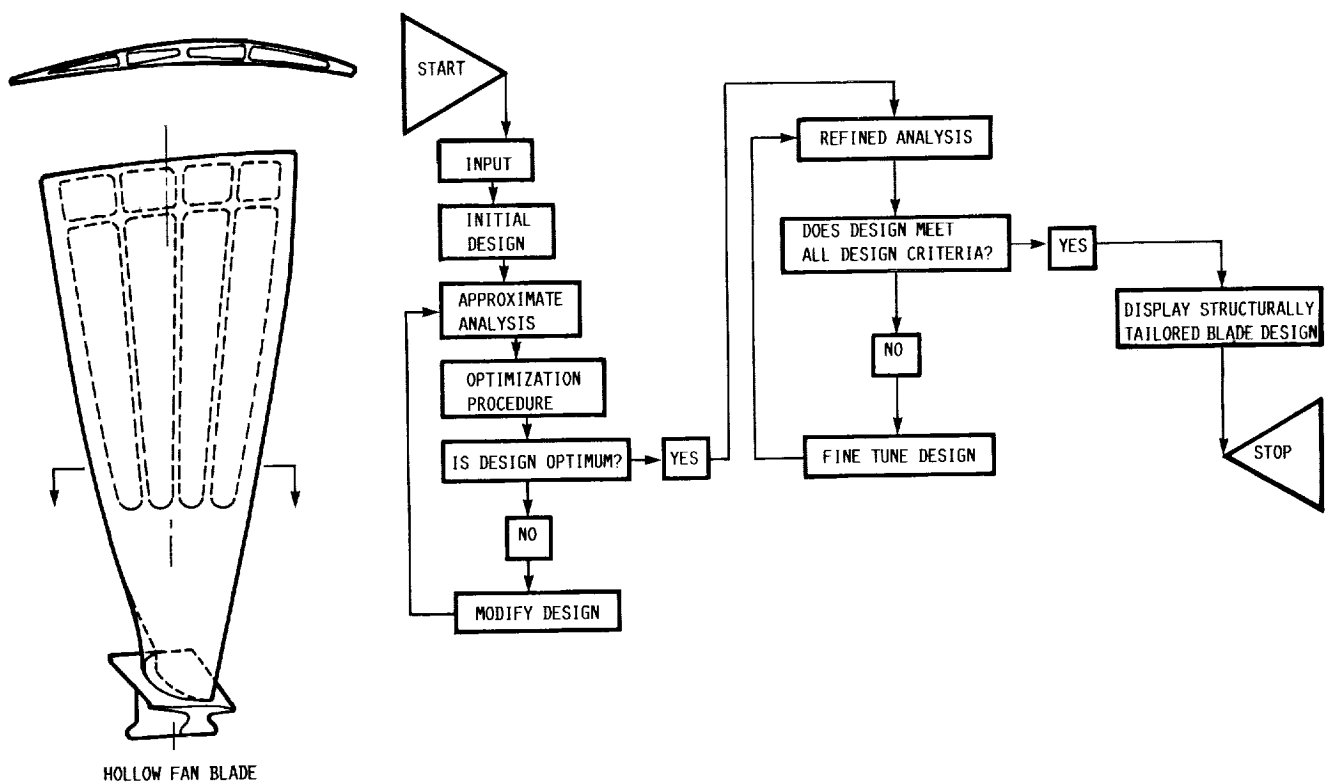 START
INPUT
INITIAL
DESIGN
APPROXIMATE
ANALYSIS
OPTIMIZATION
PROCEDURE
IS DESIGN OPTIMUM?
YES
NO
MODIFY DESIGN
REFINED ANALYSIS
DOES DESIGN MEET
ALL DESIGN CRITERIA?
YES
NO
FINE TUNE DESIGN
DISPLAY STRUCTURALLY
TAILORED BLADE DESIGN
STOP
HOLLOW FAN BLADE